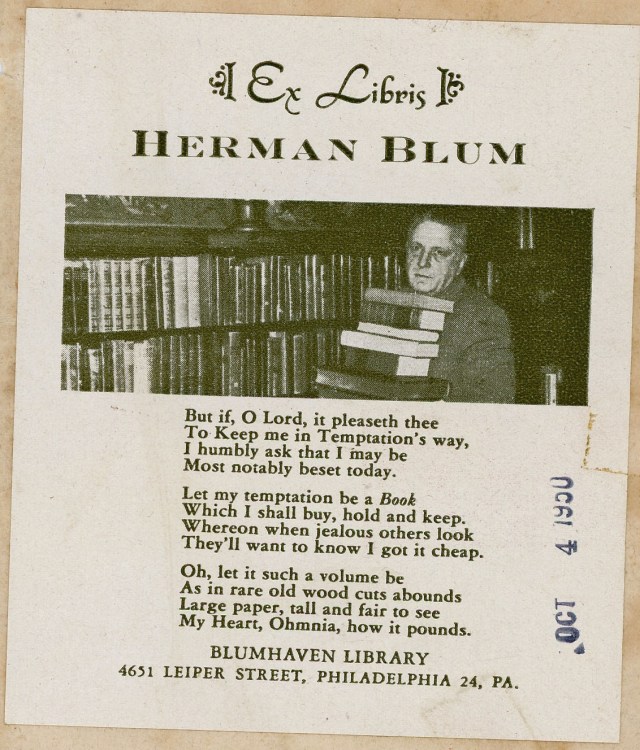 Ex Libris
HERMAN BLUM
But if, O Lord, it pleaseth thee
To Keep me in Temptation's way,
I humbly ask that I may be
Most notably beset today.
Let my temptation be a Book
Which I shall buy, hold and keep.
Whereon when jealous others look
They'll want to know I got it cheap.
Oh, let it such a volume be
As in rare old wood cuts abounds
Large paper, tall and fair to see
My Heart, Ohmnia, how it pounds.
BLUMHAVEN LIBRARY
4651 LEIPER STREET, PHILADELPHIA 24, PA.
OCT 4